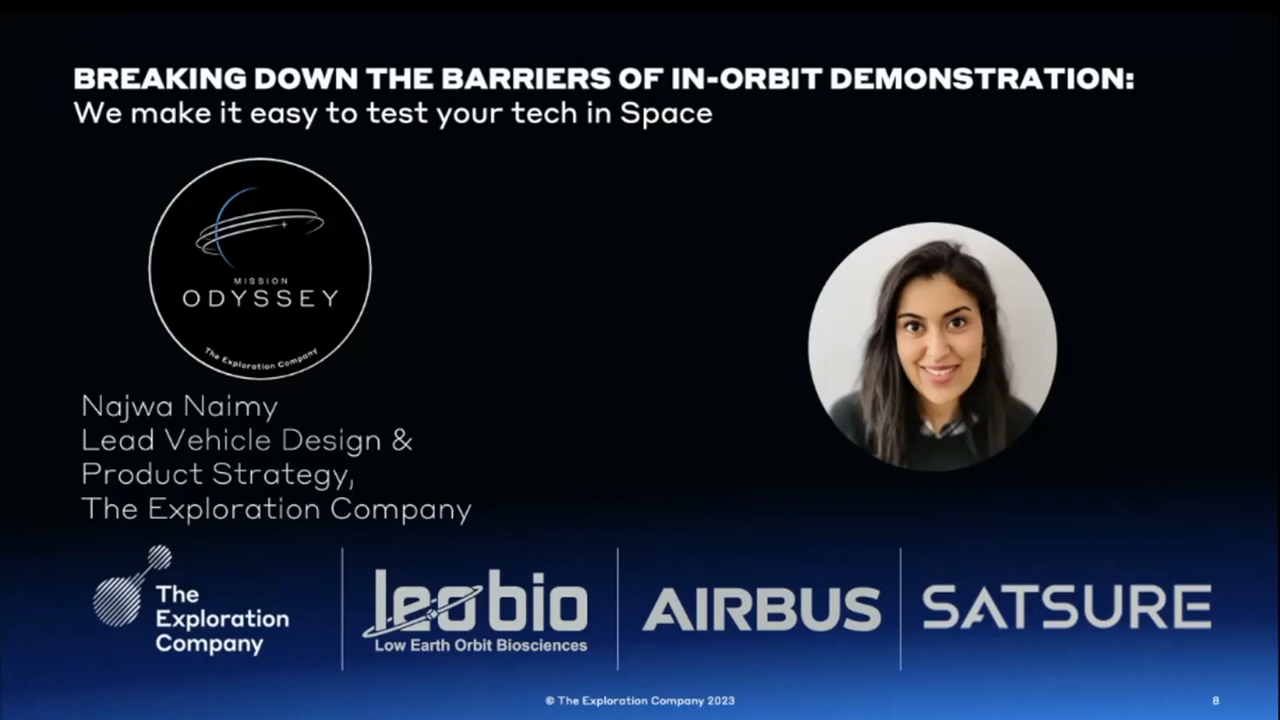 BREAKING DOWN THE BARRIERS OF IN-ORBIT DEMONSTRATION:
We make it easy to test your tech in Space
MISSION
ODYSSEY
The Exploration Company
Najwa Naimy
Lead Vehicle Design &
Product Strategy,
The Exploration Company
The
Exploration
Company
leobio
Low Earth Orbit Biosciences
AIRBUS
SATSURE
© The Exploration Company 2023
8